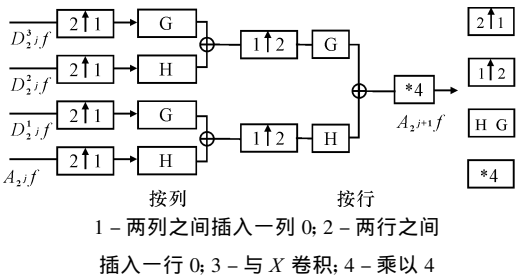 2↑1 G
D³₂ʲf
2↑1 H
D²₂ʲf
1↑2 G
2↑1 G
D¹₂ʲf
1↑2 H
2↑1 H
A₂ʲf
*4
A₂ʲ⁺¹f
2↑1
1↑2
H G
*4
按列 按行
1-两列之间插入一列 0; 2-两行之间
插入一行 0; 3-与 X 卷积; 4-乘以 4